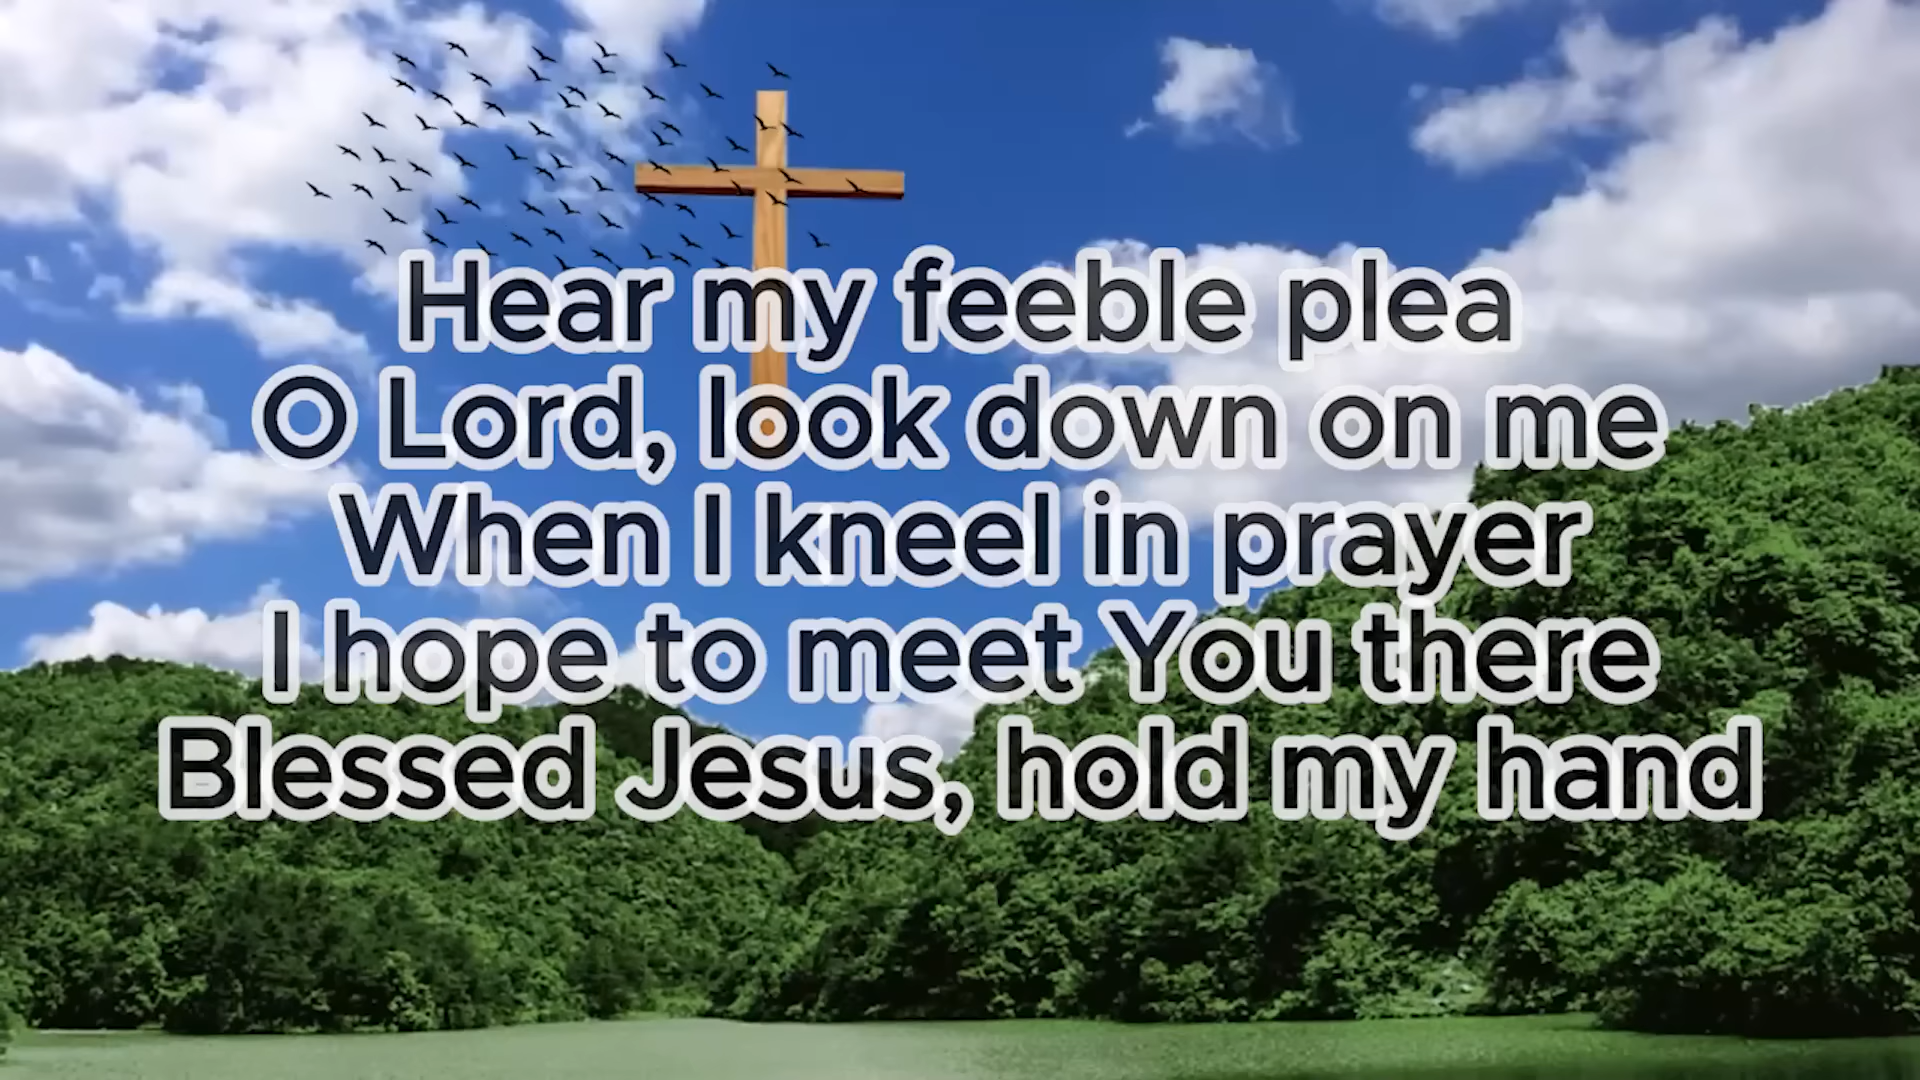 Hear my feeble plea
O Lord, look down on me
When I kneel in prayer
I hope to meet You there
Blessed Jesus, hold my hand